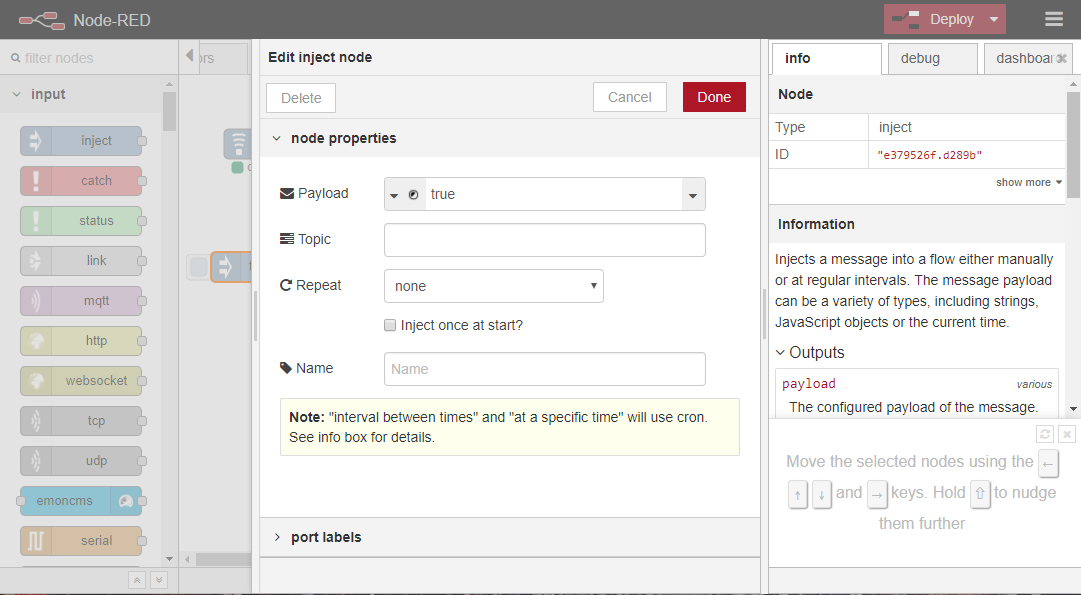 Node-RED
Deploy
filter nodes
input
inject
catch
status
link
mqtt
http
websocket
tcp
udp
emoncms
serial
Edit inject node
Delete
Cancel
Done
node properties
Payload
true
Topic
Repeat
none
Inject once at start?
Name
Name
Note: "interval between times" and "at a specific time" will use cron.
See info box for details.
port labels
info
debug
Node
Type
inject
ID
"e379526f.d289b"
show more
Information
Injects a message into a flow either manually
or at regular intervals. The message payload
can be a variety of types, including strings,
JavaScript objects or the current time.
Outputs
payload
various
The configured payload of the message.
Move the selected nodes using the ←
↑ ↓ and → keys. Hold ⇧ to nudge
them further